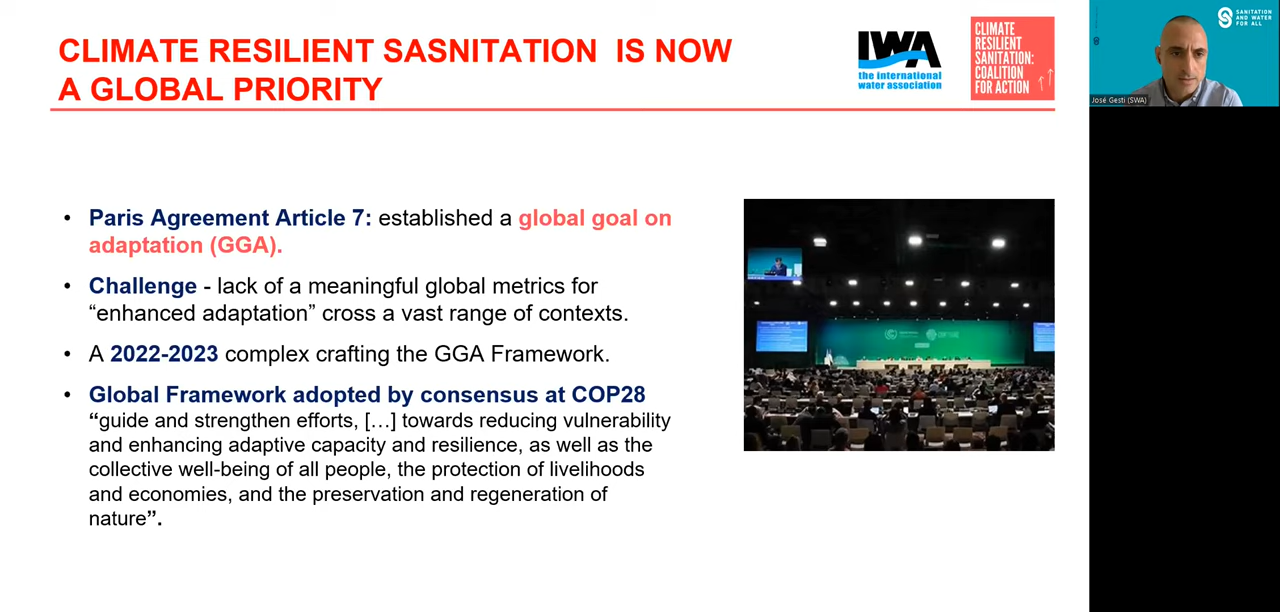 CLIMATE RESILIENT SASNITATION IS NOW
A GLOBAL PRIORITY
IWA
the international
water association
CLIMATE
RESILIENT
SANITATION:
COALITION
FOR ACTION
SANITATION
AND WATER
FOR ALL
José Gesti (SWA)
• Paris Agreement Article 7: established a global goal on
adaptation (GGA).
• Challenge - lack of a meaningful global metrics for
“enhanced adaptation” cross a vast range of contexts.
• A 2022-2023 complex crafting the GGA Framework.
• Global Framework adopted by consensus at COP28
“guide and strengthen efforts, […] towards reducing vulnerability
and enhancing adaptive capacity and resilience, as well as the
collective well-being of all people, the protection of livelihoods
and economies, and the preservation and regeneration of
nature”.